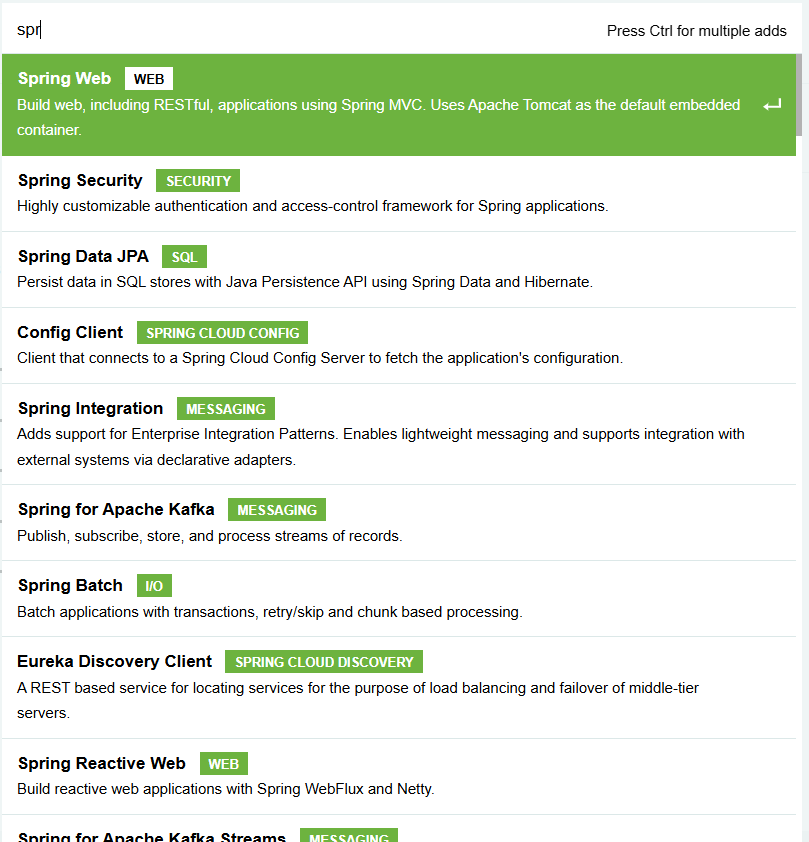 spr
Press Ctrl for multiple adds
Spring Web WEB
Build web, including RESTful, applications using Spring MVC. Uses Apache Tomcat as the default embedded
container.
Spring Security SECURITY
Highly customizable authentication and access-control framework for Spring applications.
Spring Data JPA SQL
Persist data in SQL stores with Java Persistence API using Spring Data and Hibernate.
Config Client SPRING CLOUD CONFIG
Client that connects to a Spring Cloud Config Server to fetch the application's configuration.
Spring Integration MESSAGING
Adds support for Enterprise Integration Patterns. Enables lightweight messaging and supports integration with
external systems via declarative adapters.
Spring for Apache Kafka MESSAGING
Publish, subscribe, store, and process streams of records.
Spring Batch I/O
Batch applications with transactions, retry/skip and chunk based processing.
Eureka Discovery Client SPRING CLOUD DISCOVERY
A REST based service for locating services for the purpose of load balancing and failover of middle-tier
servers.
Spring Reactive Web WEB
Build reactive web applications with Spring WebFlux and Netty.
Spring for Apache Kafka Streams MESSAGING